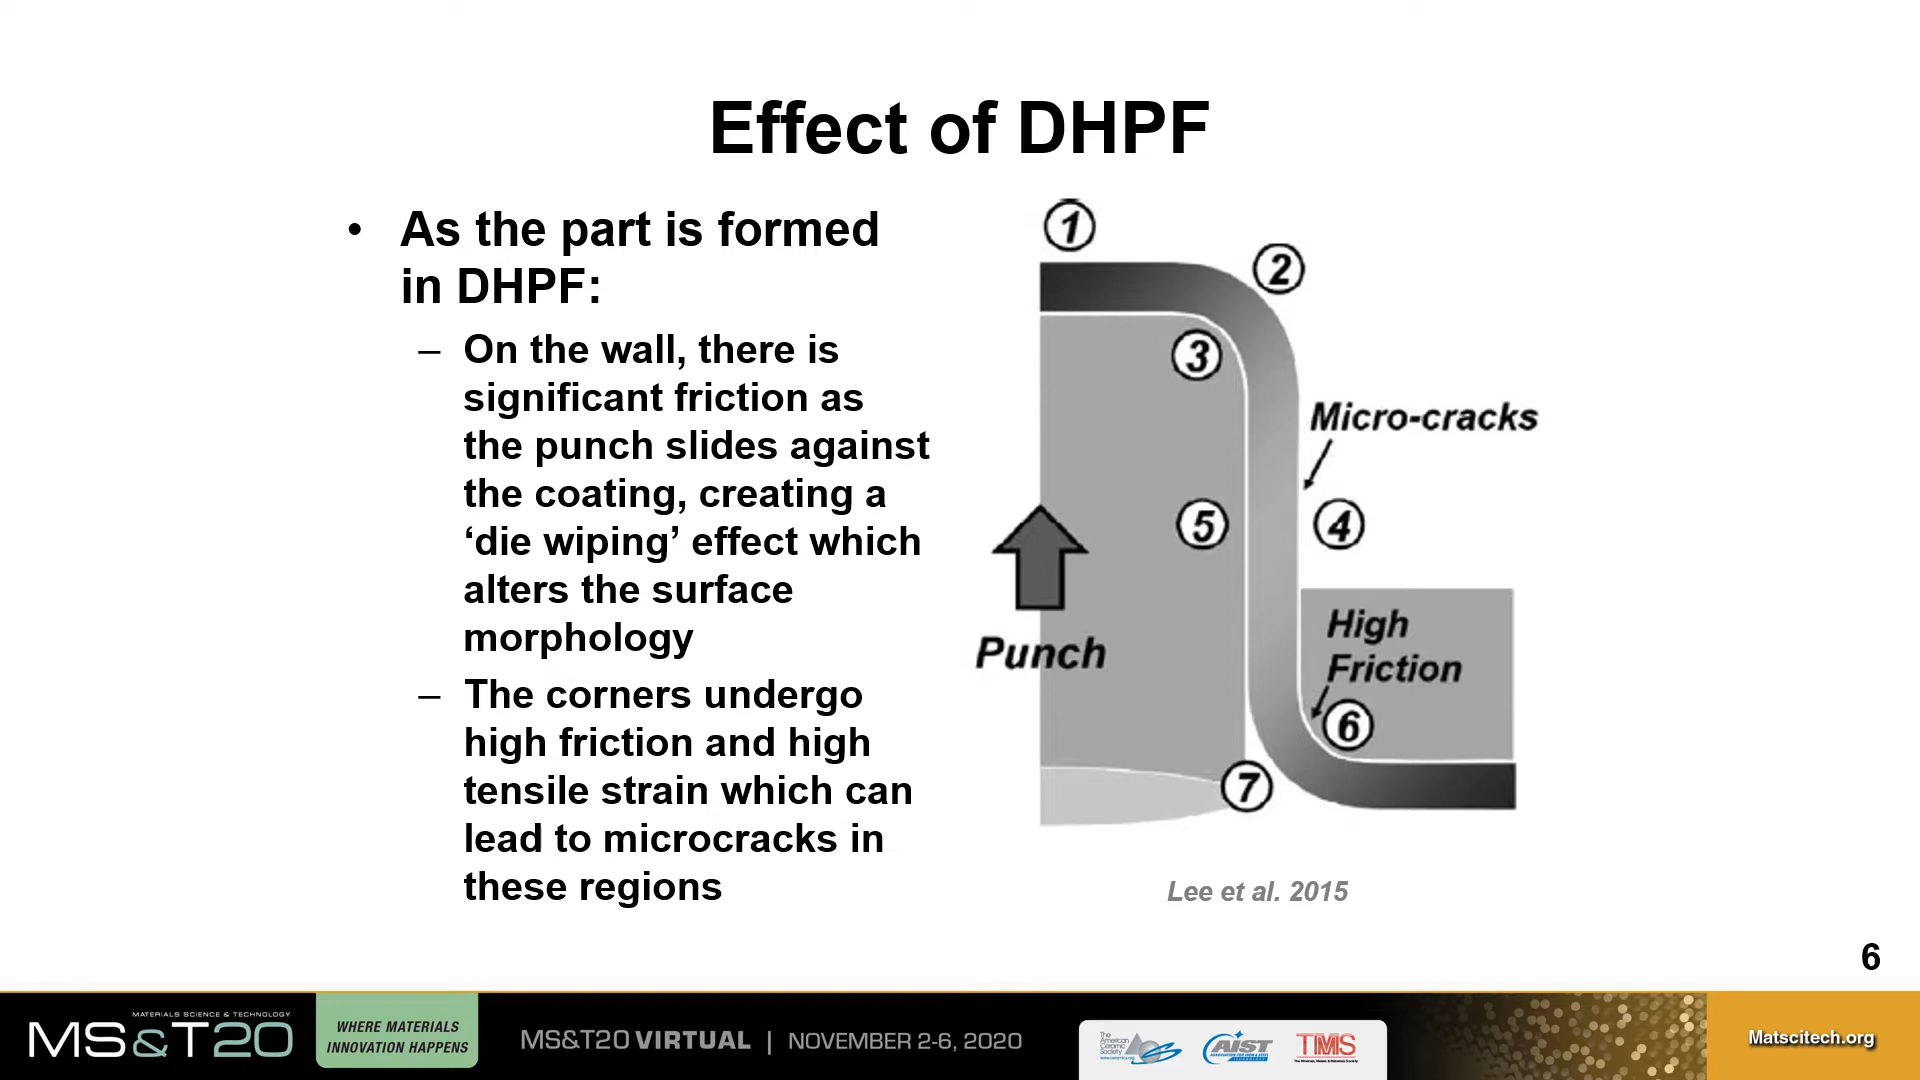 Effect of DHPF
• As the part is formed
in DHPF:
– On the wall, there is
significant friction as
the punch slides against
the coating, creating a
‘die wiping’ effect which
alters the surface
morphology
– The corners undergo
high friction and high
tensile strain which can
lead to microcracks in
these regions
1
2
3
Micro-cracks
5
4
Punch
High
Friction
6
7
Lee et al. 2015
6
MATERIALS SCIENCE & TECHNOLOGY
MS&T20
WHERE MATERIALS
INNOVATION HAPPENS
MS&T20 VIRTUAL | NOVEMBER 2-6, 2020
The
American
Ceramic
Society
AIST
TMS
Matscitech.org